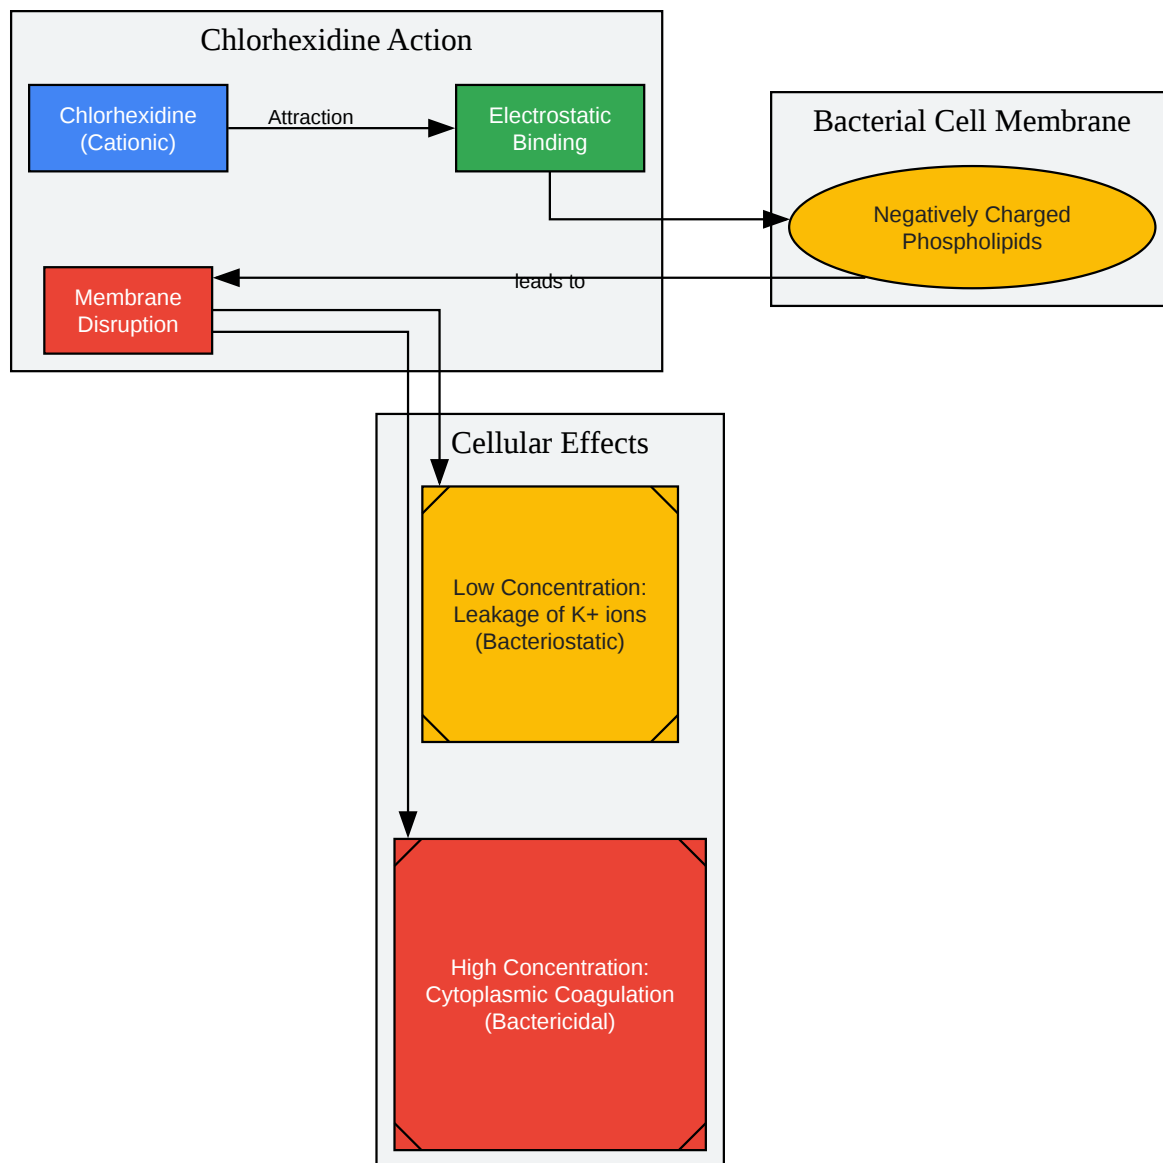 Chlorhexidine Action
Chlorhexidine
(Cationic)
Attraction
Electrostatic
Binding
Bacterial Cell Membrane
Negatively Charged
Phospholipids
leads to
Membrane
Disruption
Cellular Effects
Low Concentration:
Leakage of K+ ions
(Bacteriostatic)
High Concentration:
Cytoplasmic Coagulation
(Bactericidal)